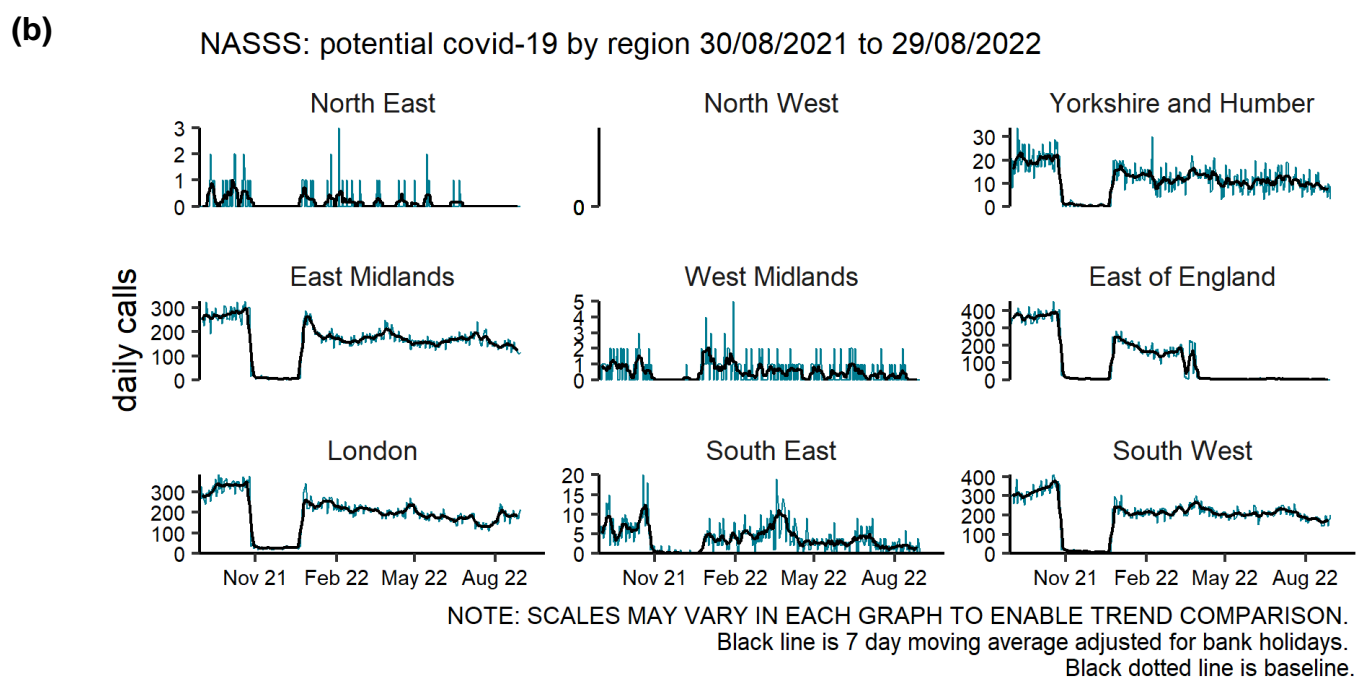 (b)
NASSS: potential covid-19 by region 30/08/2021 to 29/08/2022
daily calls
North East
3
2
1
0
North West
0
Yorkshire and Humber
30
20
10
0
East Midlands
300
200
100
0
West Midlands
5
4
3
2
1
0
East of England
400
300
200
100
0
London
300
200
100
0
Nov 21 Feb 22 May 22 Aug 22
South East
20
15
10
5
0
Nov 21 Feb 22 May 22 Aug 22
South West
400
300
200
100
0
Nov 21 Feb 22 May 22 Aug 22
NOTE: SCALES MAY VARY IN EACH GRAPH TO ENABLE TREND COMPARISON.
Black line is 7 day moving average adjusted for bank holidays.
Black dotted line is baseline.